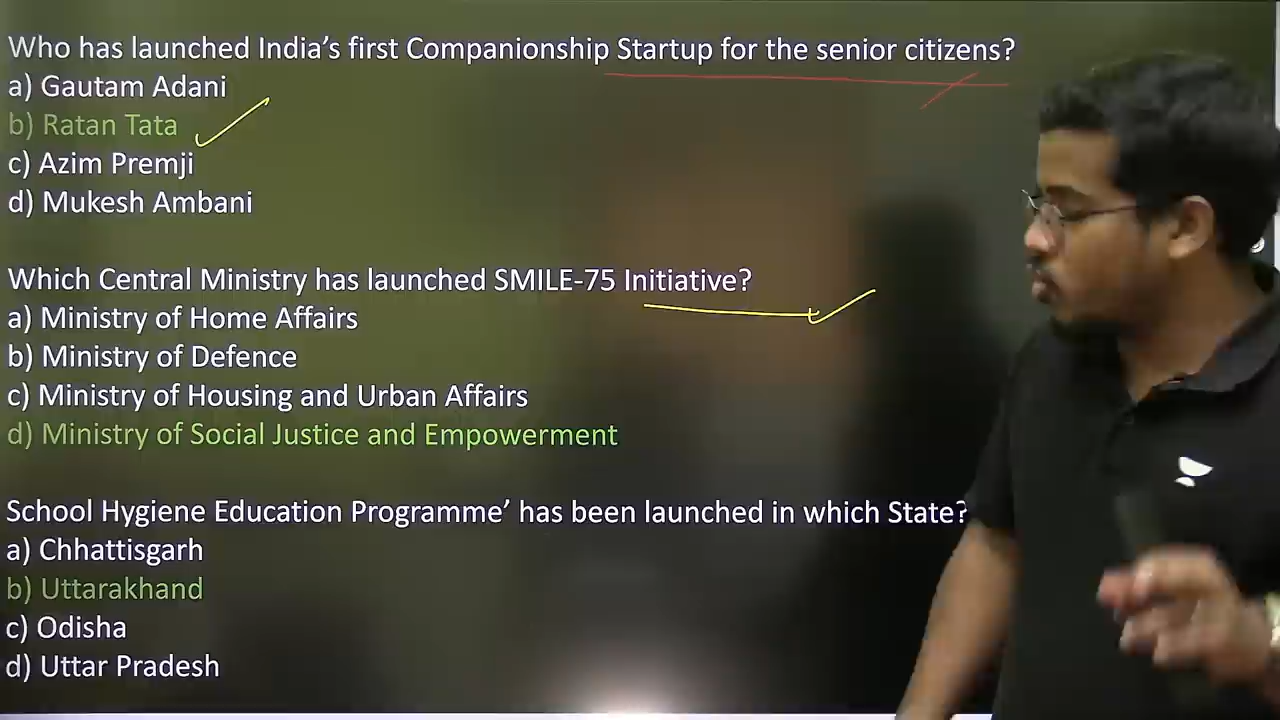 Who has launched India’s first Companionship Startup for the senior citizens?
a) Gautam Adani
b) Ratan Tata
c) Azim Premji
d) Mukesh Ambani
Which Central Ministry has launched SMILE-75 Initiative?
a) Ministry of Home Affairs
b) Ministry of Defence
c) Ministry of Housing and Urban Affairs
d) Ministry of Social Justice and Empowerment
School Hygiene Education Programme’ has been launched in which State?
a) Chhattisgarh
b) Uttarakhand
c) Odisha
d) Uttar Pradesh